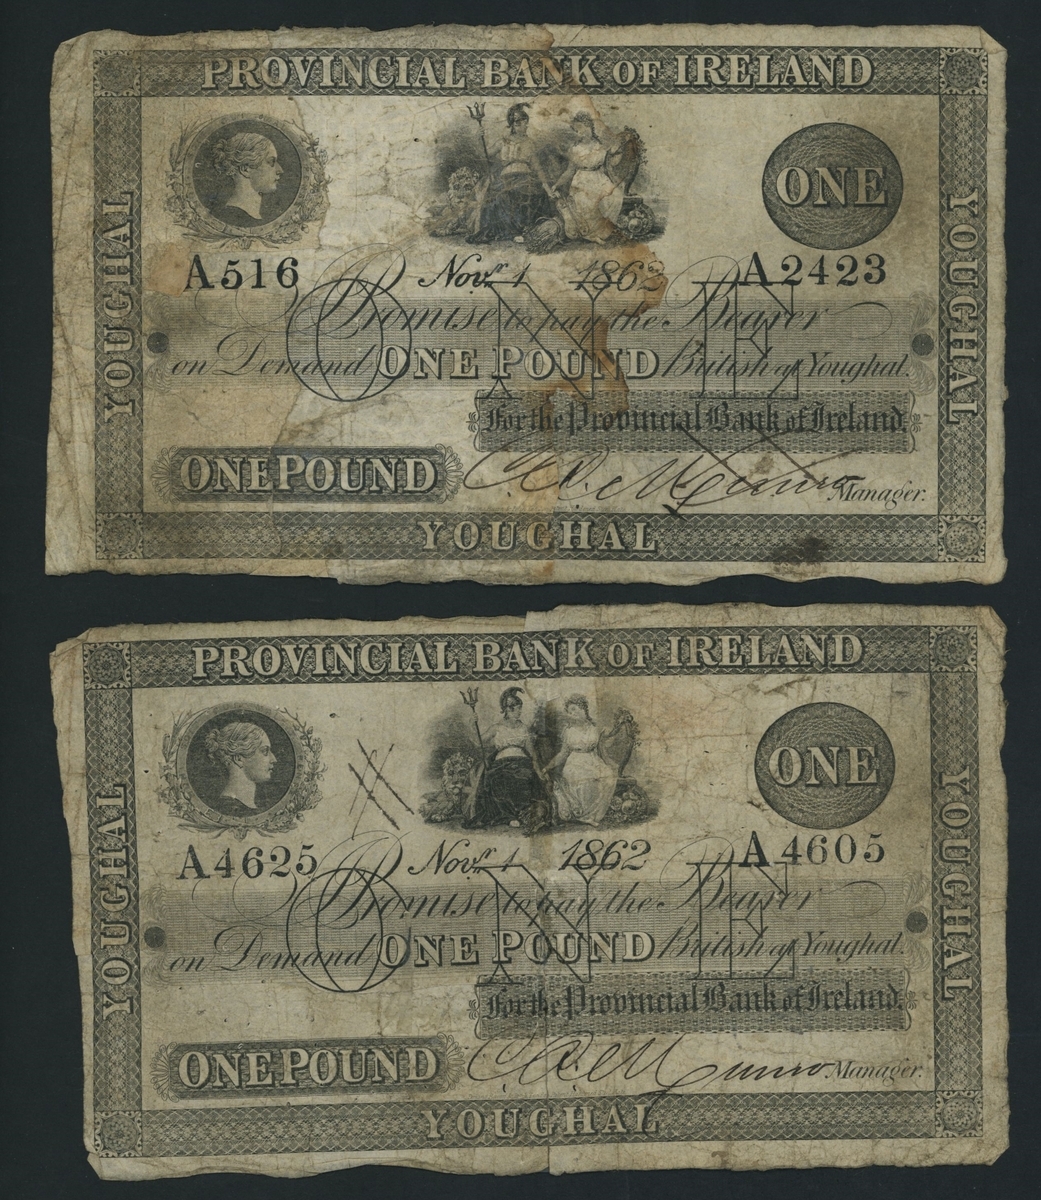 PROVINCIAL BANK OF IRELAND
YOUGHAL
ONE
YOUGHAL
A516 Novr. 1 1862 A2423
ONE
Promise to pay the Bearer
on Demand ONE POUND British at Youghal.
For the Provincial Bank of Ireland.
ONE POUND
Manager.
YOUGHAL
PROVINCIAL BANK OF IRELAND
YOUGHAL
ONE
YOUGHAL
A4625 Novr. 1 1862 A4605
ONE
Promise to pay the Bearer
on Demand ONE POUND British at Youghal.
For the Provincial Bank of Ireland.
ONE POUND
Manager.
YOUGHAL